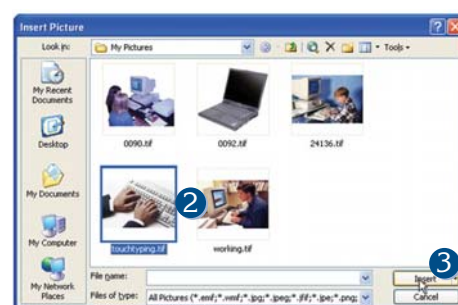 Insert Picture
Look in: My Pictures Tools
My Recent
Documents
Desktop
My Documents
My Computer
My Network
Places
0090.tif 0092.tif 24136.tif
touchtyping.tif working.tif
2
File name:
Files of type: All Pictures (*.emf;*.wmf;*.jpg;*.jpeg;*.jfif;*.jpe;*.png;
3
Insert
Cancel